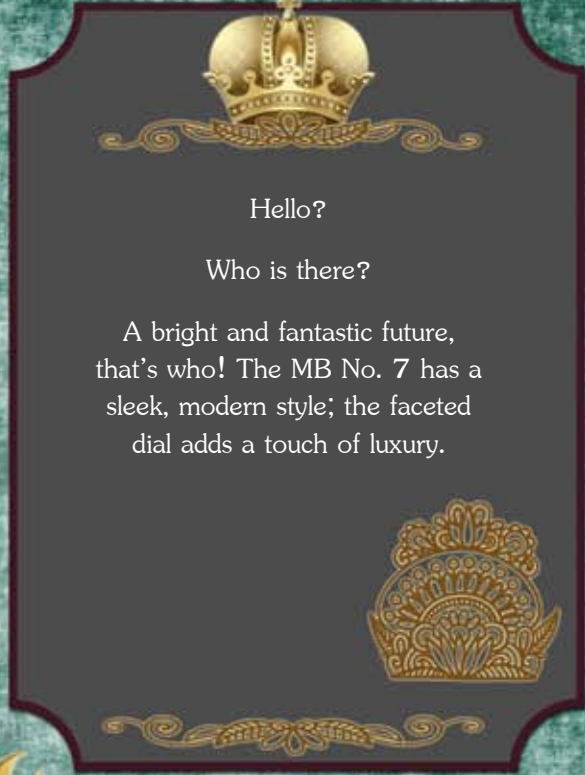 Hello?
Who is there?
A bright and fantastic future,
that's who! The MB No. 7 has a
sleek, modern style; the faceted
dial adds a touch of luxury.